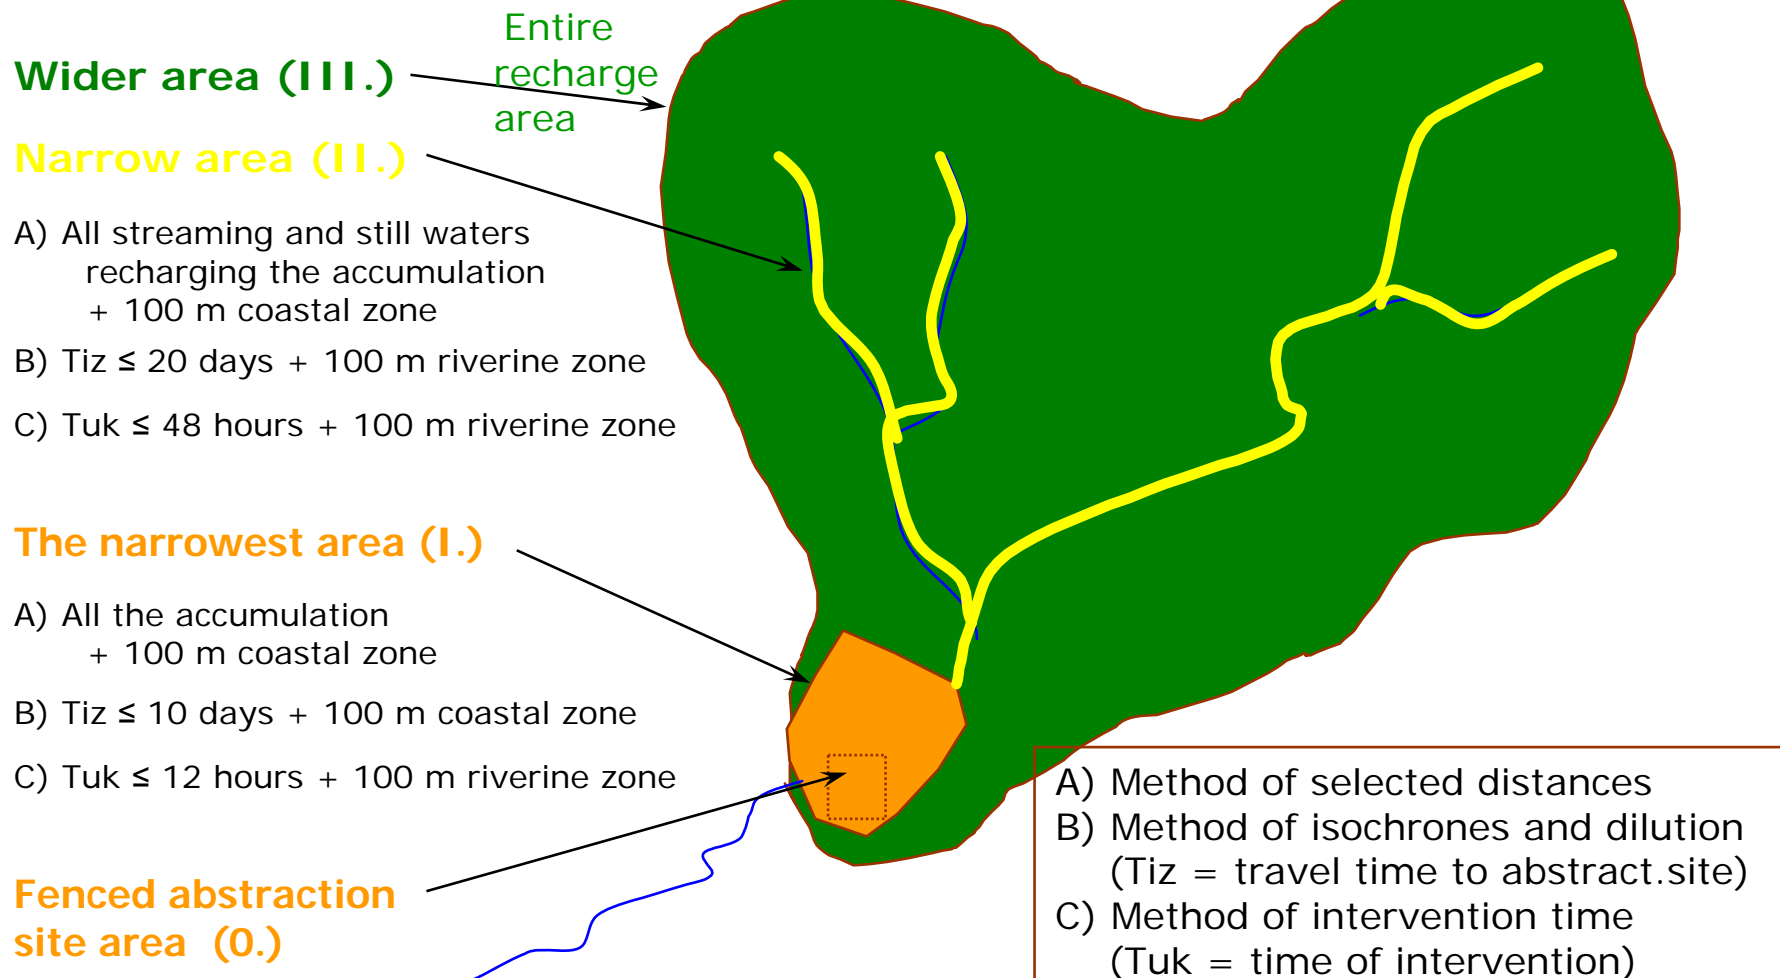 Entire
recharge
area
Wider area (III.)
Narrow area (II.)
A) All streaming and still waters
recharging the accumulation
+ 100 m coastal zone
B) Tiz ≤ 20 days + 100 m riverine zone
C) Tuk ≤ 48 hours + 100 m riverine zone
The narrowest area (I.)
A) All the accumulation
+ 100 m coastal zone
B) Tiz ≤ 10 days + 100 m coastal zone
C) Tuk ≤ 12 hours + 100 m riverine zone
Fenced abstraction
site area (0.)
A) Method of selected distances
B) Method of isochrones and dilution
(Tiz = travel time to abstract.site)
C) Method of intervention time
(Tuk = time of intervention)